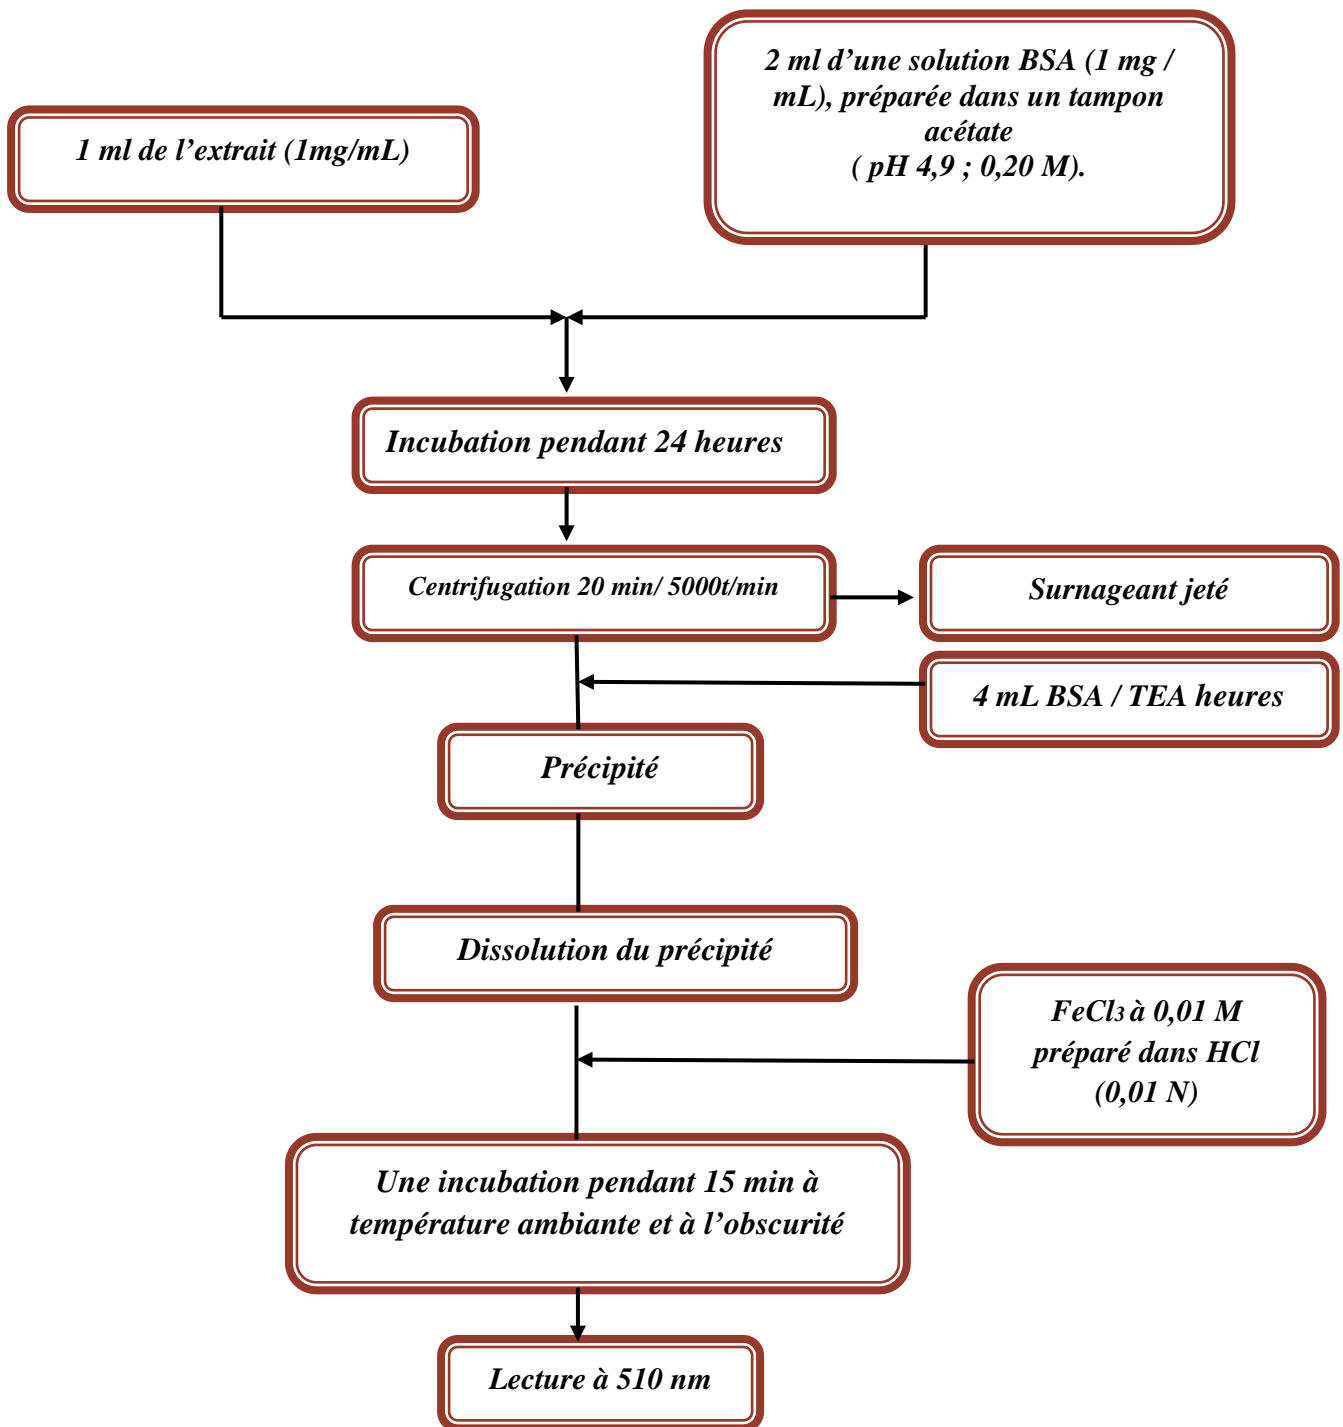 1 ml de l’extrait (1mg/mL)
2 ml d’une solution BSA (1 mg /
mL), préparée dans un tampon
acétate
( pH 4,9 ; 0,20 M).
Incubation pendant 24 heures
Centrifugation 20 min/ 5000t/min
Surnageant jeté
4 mL BSA / TEA heures
Précipité
Dissolution du précipité
FeCl₃ à 0,01 M
préparé dans HCl
(0,01 N)
Une incubation pendant 15 min à
température ambiante et à l’obscurité
Lecture à 510 nm